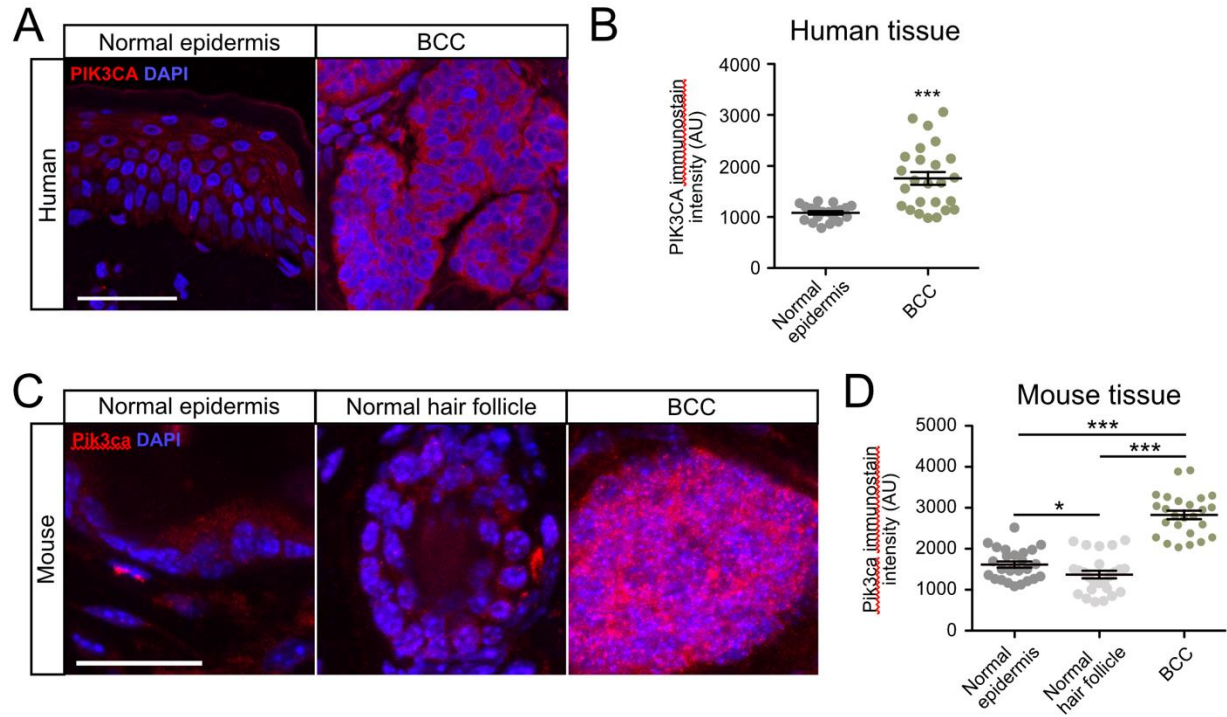 A
Normal epidermis
BCC
Human
PIK3CA DAPI
B
Human tissue
PIK3CA immunostain
intensity (AU)
4000
3000
2000
1000
0
***
Normal
epidermis
BCC
C
Normal epidermis
Normal hair follicle
BCC
Mouse
Pik3ca DAPI
D
Mouse tissue
Pik3ca immunostain
intensity (AU)
5000
4000
3000
2000
1000
0
***
***
*
Normal
epidermis
Normal
hair follicle
BCC